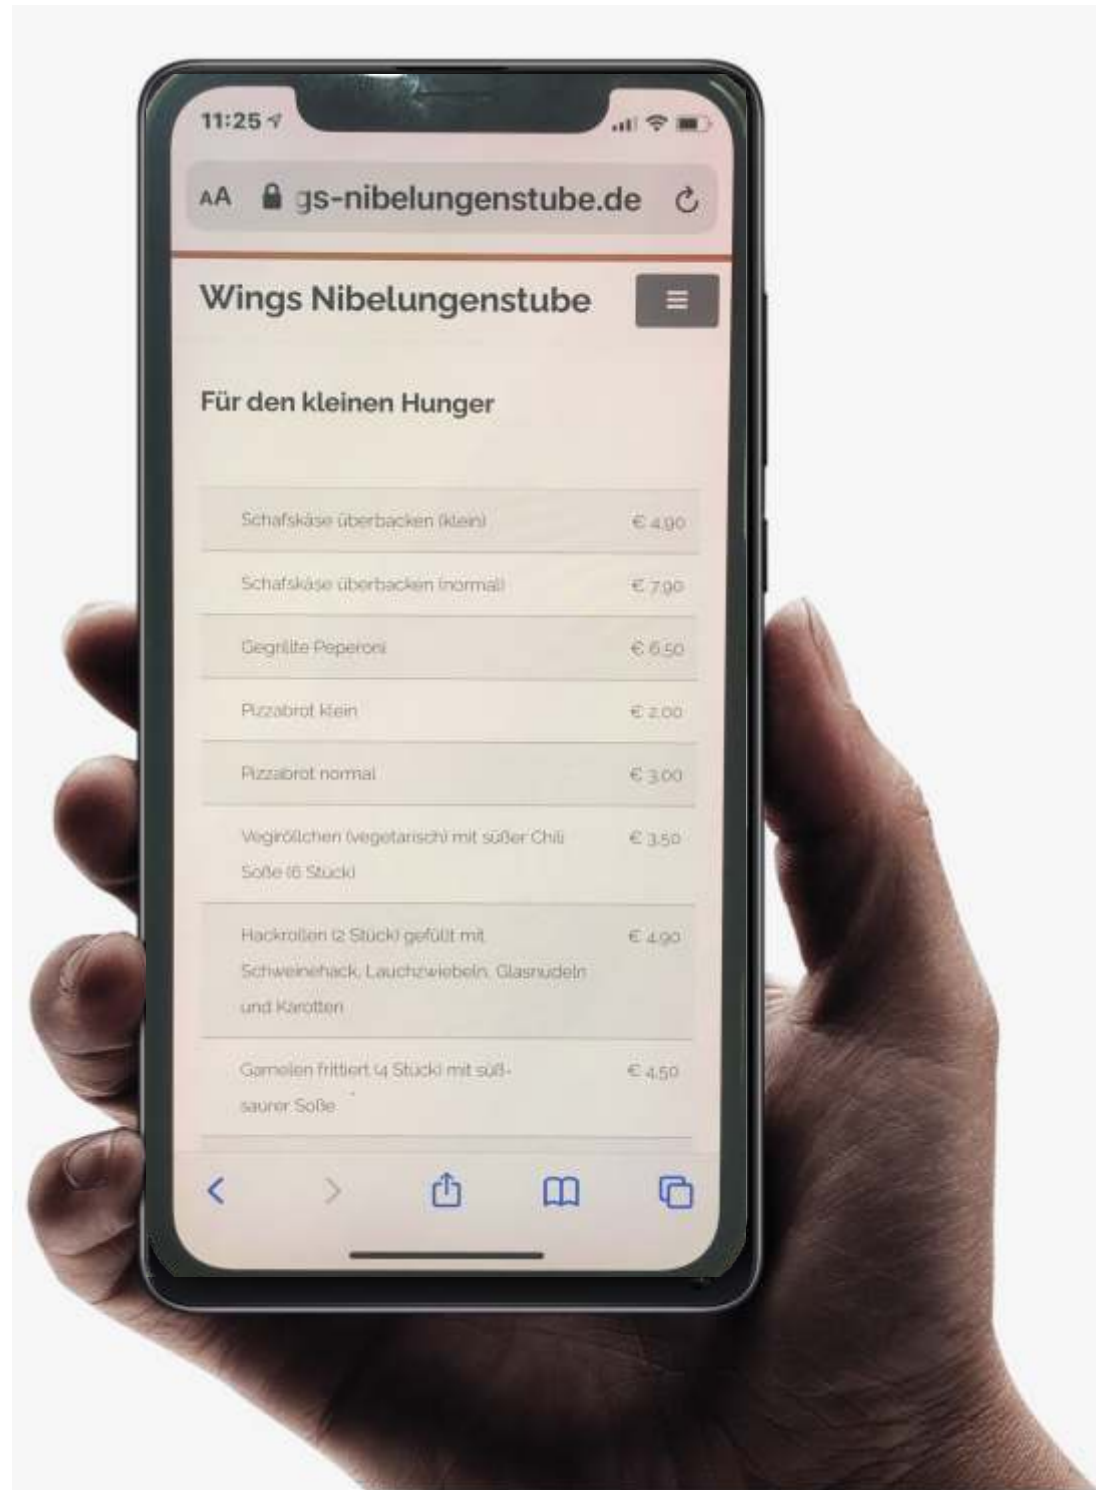 11:25
AA gs-nibelungenstube.de
Wings Nibelungenstube
Für den kleinen Hunger
Schafskäse überbacken (klein) € 4,90
Schafskäse überbacken (normal) € 7,90
Gegrillte Peperoni € 6,50
Pizzabrot klein € 2,00
Pizzabrot normal € 3,00
Vegiröllchen (vegetarisch) mit süßer Chili € 3,50
Soße (6 Stück)
Hackrollen (2 Stück) gefüllt mit € 4,90
Schweinehack, Lauchzwiebeln, Glasnudeln
und Karotten
Garnelen frittiert (4 Stück) mit süß- € 4,50
saurer Soße